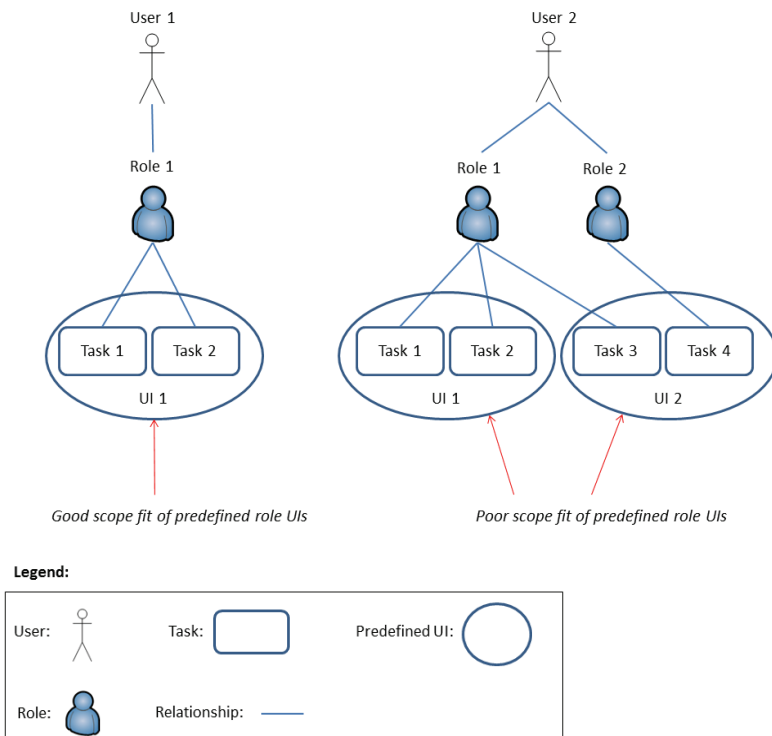 User 1
User 2
Role 1
Role 1
Role 2
Task 1
Task 2
Task 1
Task 2
Task 3
Task 4
UI 1
UI 1
UI 2
Good scope fit of predefined role UIs
Poor scope fit of predefined role UIs
Legend:
User:
Task:
Predefined UI:
Role:
Relationship: